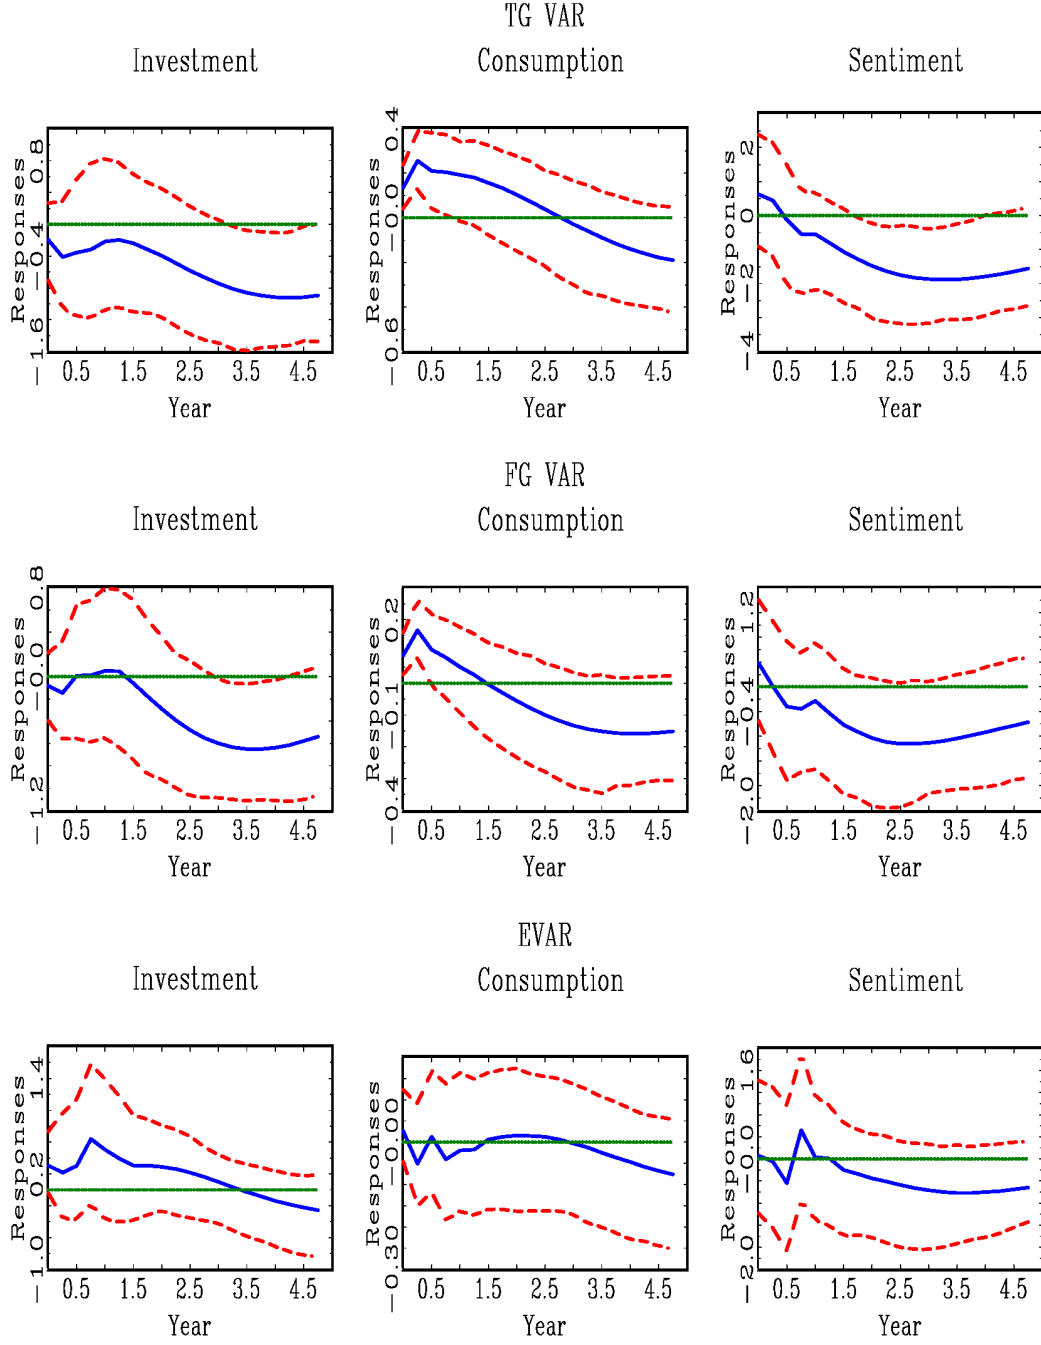 TG VAR
Investment
Consumption
Sentiment
Responses
0.8
−0.4
−1.6
0.5 1.5 2.5 3.5 4.5
Year
Responses
0.4
−0.0
−0.6
0.5 1.5 2.5 3.5 4.5
Year
Responses
2
0
−2
−4
0.5 1.5 2.5 3.5 4.5
Year
FG VAR
Investment
Consumption
Sentiment
Responses
0.8
−0.0
−1.2
0.5 1.5 2.5 3.5 4.5
Year
Responses
0.2
−0.1
−0.4
0.5 1.5 2.5 3.5 4.5
Year
Responses
1.2
−0.4
−2.0
0.5 1.5 2.5 3.5 4.5
Year
EVAR
Investment
Consumption
Sentiment
Responses
1.4
0.2
−1.0
0.5 1.5 2.5 3.5 4.5
Year
Responses
−0.00
−0.30
0.5 1.5 2.5 3.5 4.5
Year
Responses
1.6
−0.0
−2.0
0.5 1.5 2.5 3.5 4.5
Year